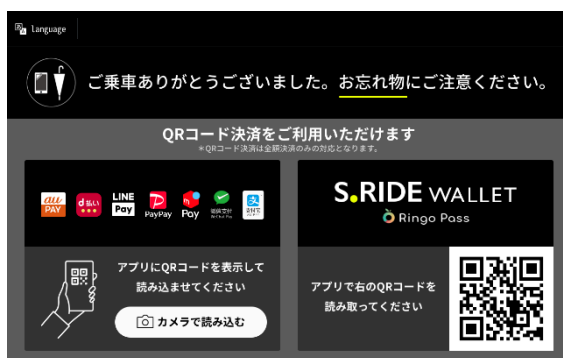 Language
ご乗車ありがとうございました。お忘れ物にご注意ください。
QRコード決済をご利用いただけます
*QRコード決済は全額決済のみの対応となります。
au PAY
d払い
LINE Pay
PayPay
Pay
WeChat Pay
S.RIDE WALLET
Ringo Pass
アプリにQRコードを表示して
読み込ませてください
カメラで読み込む
アプリで右のQRコードを
読み取ってください